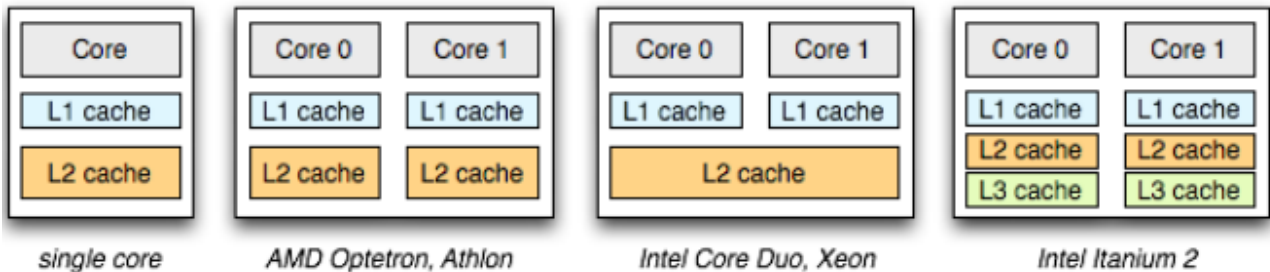 Core
L1 cache
L2 cache
single core
Core 0 Core 1
L1 cache L1 cache
L2 cache L2 cache
AMD Optetron, Athlon
Core 0 Core 1
L1 cache L1 cache
L2 cache
Intel Core Duo, Xeon
Core 0 Core 1
L1 cache L1 cache
L2 cache L2 cache
L3 cache L3 cache
Intel Itanium 2